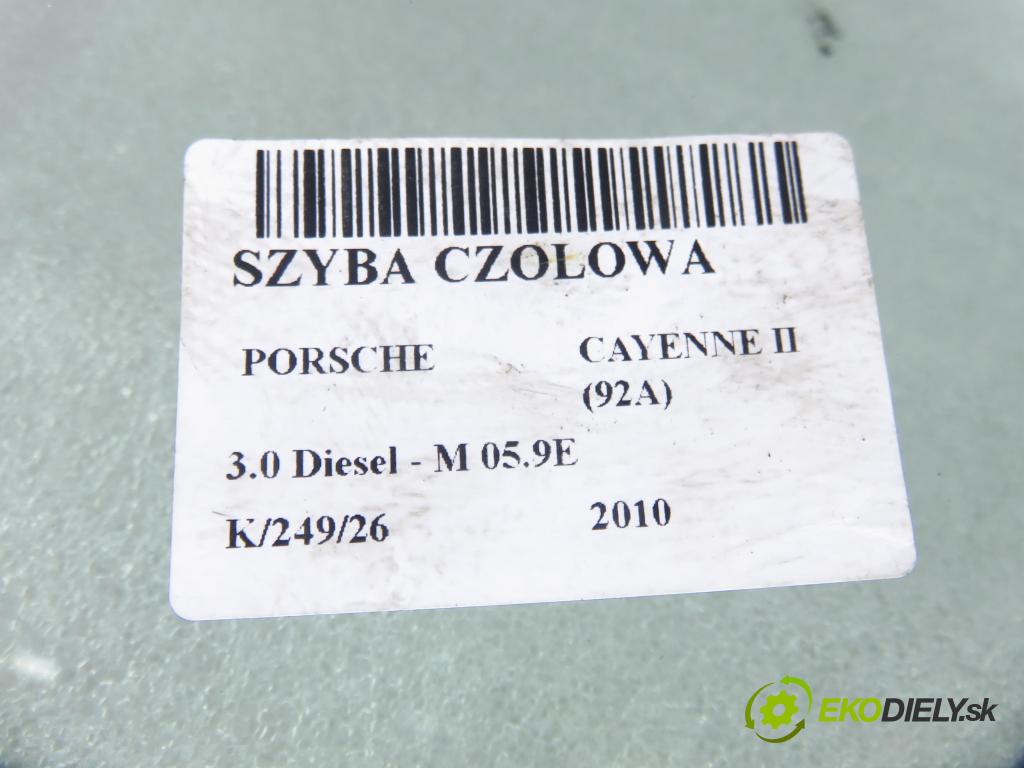 SZYBA CZOLOWA
PORSCHE CAYENNE II
(92A)
3.0 Diesel - M 05.9E
K/249/26 2010
EKODIELY.sk